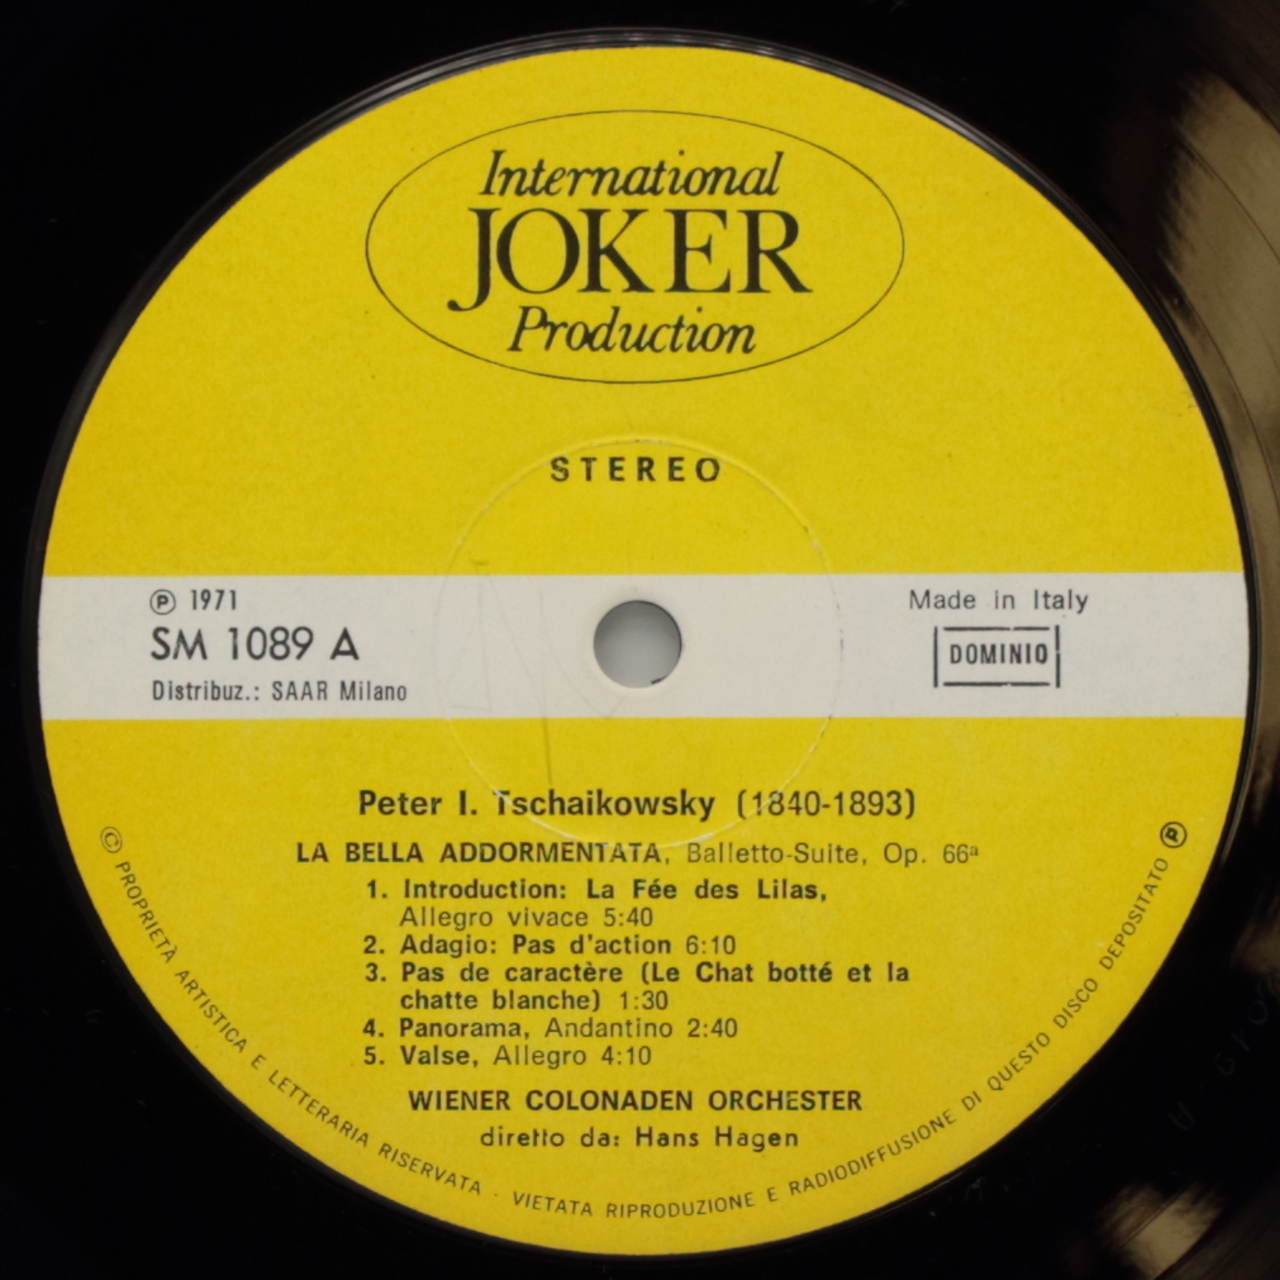 International
JOKER
Production
STEREO
Ⓟ 1971
SM 1089 A
Distribuz.: SAAR Milano
Made in Italy
DOMINIO
Peter I. Tschaikowsky (1840-1893)
LA BELLA ADDORMENTATA, Balletto-Suite, Op. 66ª
1. Introduction: La Fée des Lilas,
Allegro vivace 5:40
2. Adagio: Pas d'action 6:10
3. Pas de caractère (Le Chat botté et la
chatte blanche) 1:30
4. Panorama, Andantino 2:40
5. Valse, Allegro 4:10
WIENER COLONADEN ORCHESTER
diretto da: Hans Hagen
© PROPRIETÀ ARTISTICA E LETTERARIA RISERVATA · VIETATA RIPRODUZIONE E RADIODIFFUSIONE DI QUESTO DISCO DEPOSITATO Ⓟ